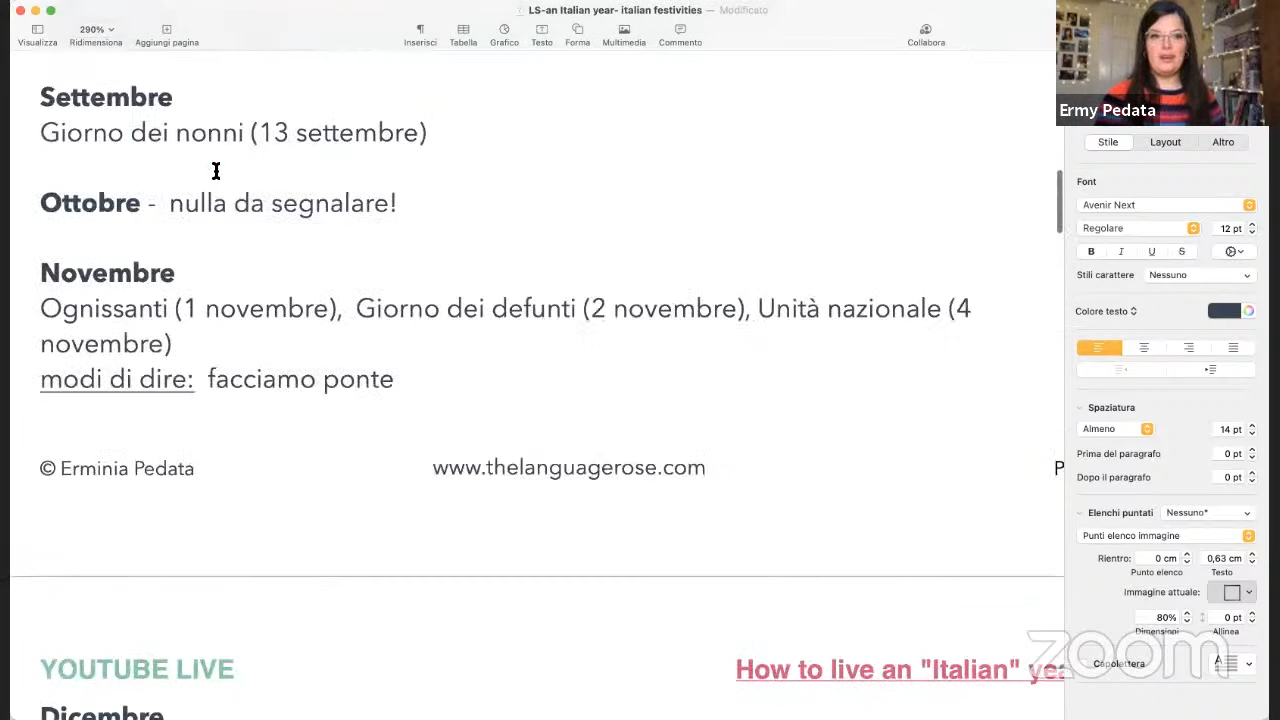 LS-an Italian year- italian festivities — Modificato
290%
Visualizza Ridimensiona Aggiungi pagina Inserisci Tabella Grafico Testo Forma Multimedia Commento Collabora
Ermy Pedata
Settembre
Giorno dei nonni (13 settembre)
Ottobre - nulla da segnalare!
Novembre
Ognissanti (1 novembre), Giorno dei defunti (2 novembre), Unità nazionale (4
novembre)
modi di dire: facciamo ponte
© Erminia Pedata www.thelanguagerose.com P
YOUTUBE LIVE How to live an "Italian" yea
Dicembre
Stile Layout Altro
Font
Avenir Next
Regolare 12 pt
B I U S
Stili carattere Nessuno
Colore testo
Spaziatura
Almeno 14 pt
Prima del paragrafo 0 pt
Dopo il paragrafo 0 pt
Elenchi puntati Nessuno*
Punti elenco immagine
Rientro: 0 cm 0,63 cm
Punto elenco Testo
Immagine attuale:
80% 0 pt
Dimensioni Allinea
Capolettera
zoom